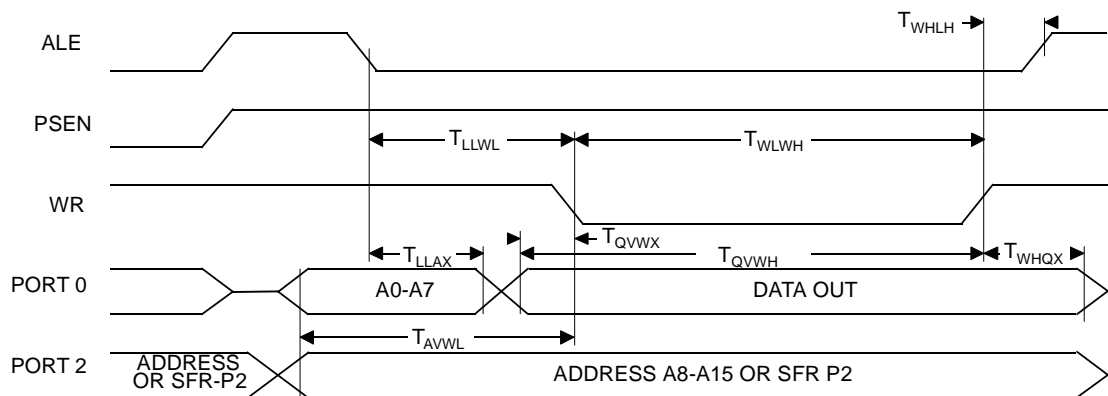 ALE
TWHLH
PSEN
TLLWL
TWLWH
WR
TQVWX
TLLAX
TQVWH
TWHQX
PORT 0
A0-A7
DATA OUT
TAVWL
PORT 2
ADDRESS
OR SFR-P2
ADDRESS A8-A15 OR SFR P2